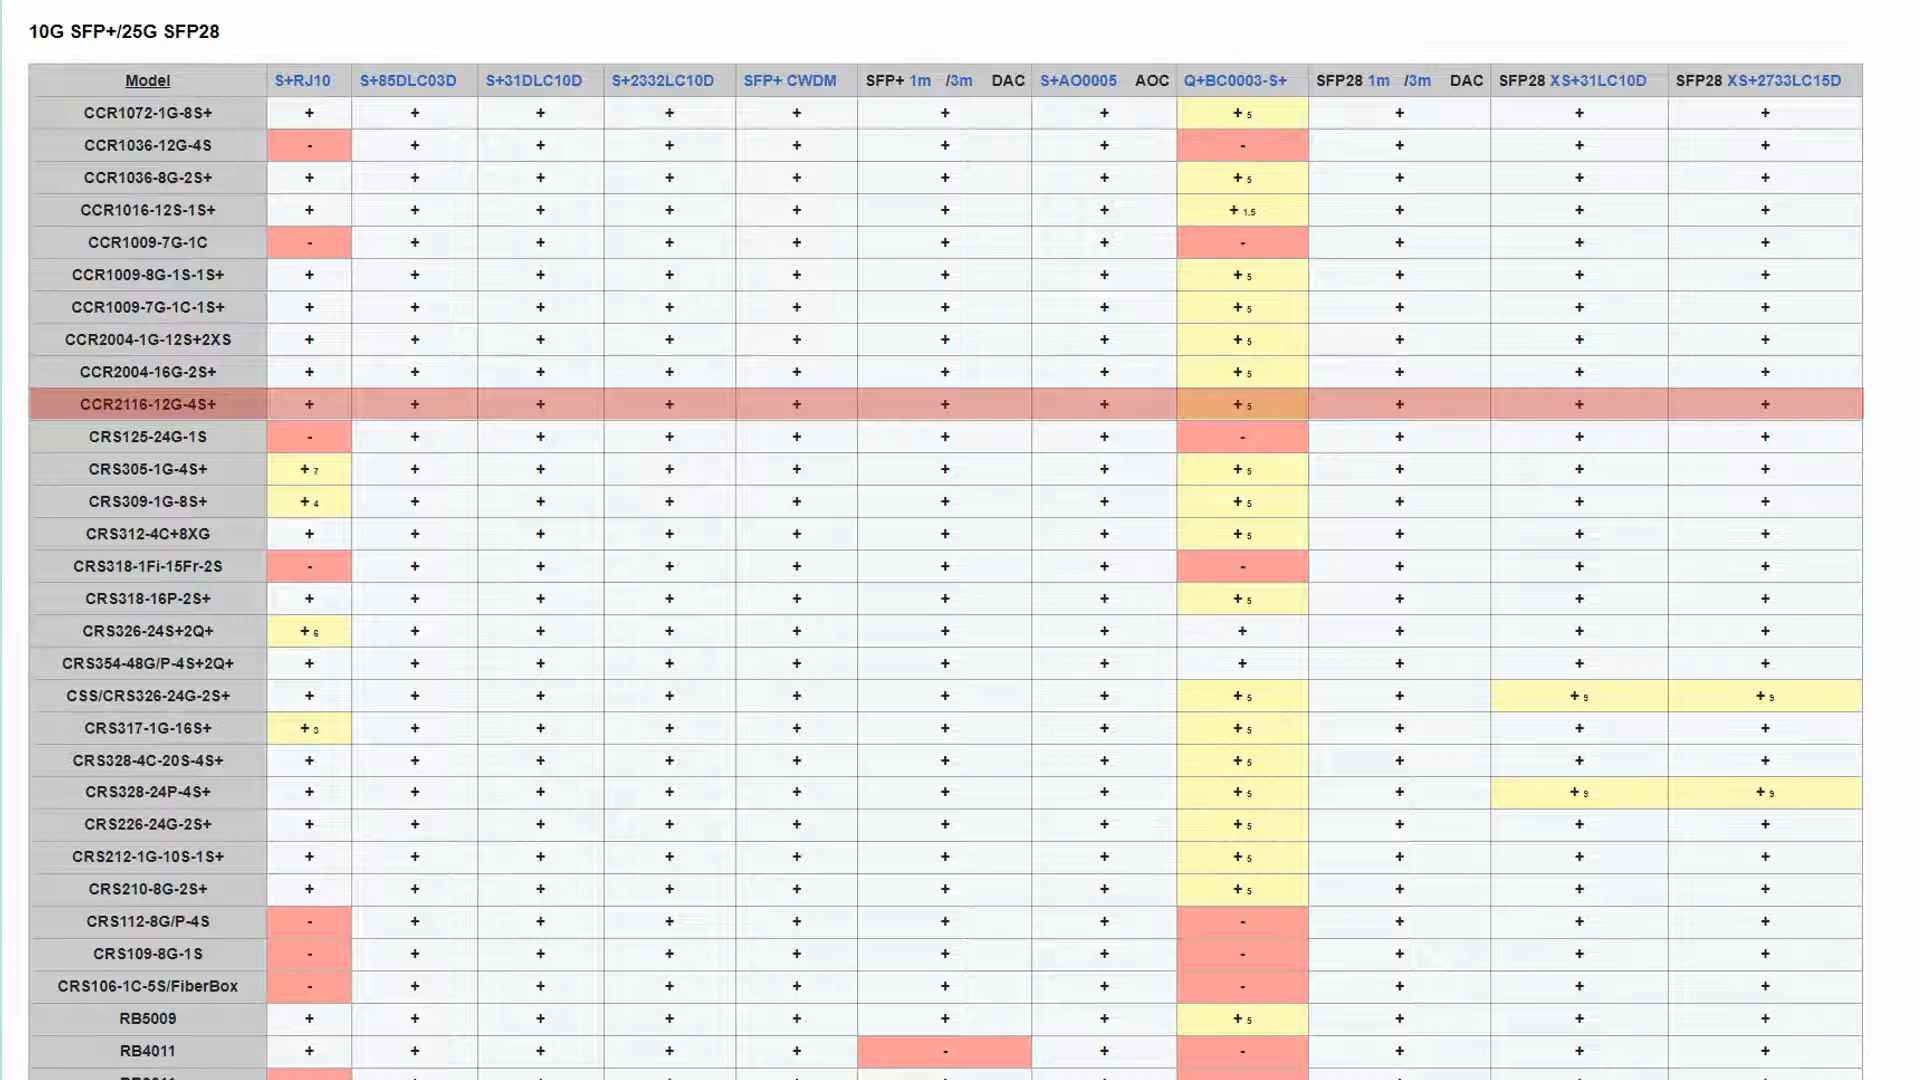 10G SFP+/25G SFP28
Model S+RJ10 S+85DLC03D S+31DLC10D S+2332LC10D SFP+ CWDM SFP+ 1m /3m DAC S+AO0005 AOC Q+BC0003-S+ SFP28 1m /3m DAC SFP28 XS+31LC10D SFP28 XS+2733LC15D
CCR1072-1G-8S+ + + + + + + + + 5 + + +
CCR1036-12G-4S - + + + + + + - + + +
CCR1036-8G-2S+ + + + + + + + + 5 + + +
CCR1016-12S-1S+ + + + + + + + + 1.5 + + +
CCR1009-7G-1C - + + + + + + - + + +
CCR1009-8G-1S-1S+ + + + + + + + + 5 + + +
CCR1009-7G-1C-1S+ + + + + + + + + 5 + + +
CCR2004-1G-12S+2XS + + + + + + + + 5 + + +
CCR2004-16G-2S+ + + + + + + + + 5 + + +
CCR2116-12G-4S+ + + + + + + + + 5 + + +
CRS125-24G-1S - + + + + + + - + + +
CRS305-1G-4S+ + 7 + + + + + + + 5 + + +
CRS309-1G-8S+ + 4 + + + + + + + 5 + + +
CRS312-4C+8XG + + + + + + + + 5 + + +
CRS318-1Fi-15Fr-2S - + + + + + + - + + +
CRS318-16P-2S+ + + + + + + + + 5 + + +
CRS326-24S+2Q+ + 6 + + + + + + + + + +
CRS354-48G/P-4S+2Q+ + + + + + + + + + + +
CSS/CRS326-24G-2S+ + + + + + + + + 5 + + 9 + 9
CRS317-1G-16S+ + 3 + + + + + + + 5 + + +
CRS328-4C-20S-4S+ + + + + + + + + 5 + + +
CRS328-24P-4S+ + + + + + + + + 5 + + 9 + 9
CRS226-24G-2S+ + + + + + + + + 5 + + +
CRS212-1G-10S-1S+ + + + + + + + + 5 + + +
CRS210-8G-2S+ + + + + + + + + 5 + + +
CRS112-8G/P-4S - + + + + + + - + + +
CRS109-8G-1S - + + + + + + - + + +
CRS106-1C-5S/FiberBox - + + + + + + - + + +
RB5009 + + + + + + + + 5 + + +
RB4011 + + + + + - + - + + +